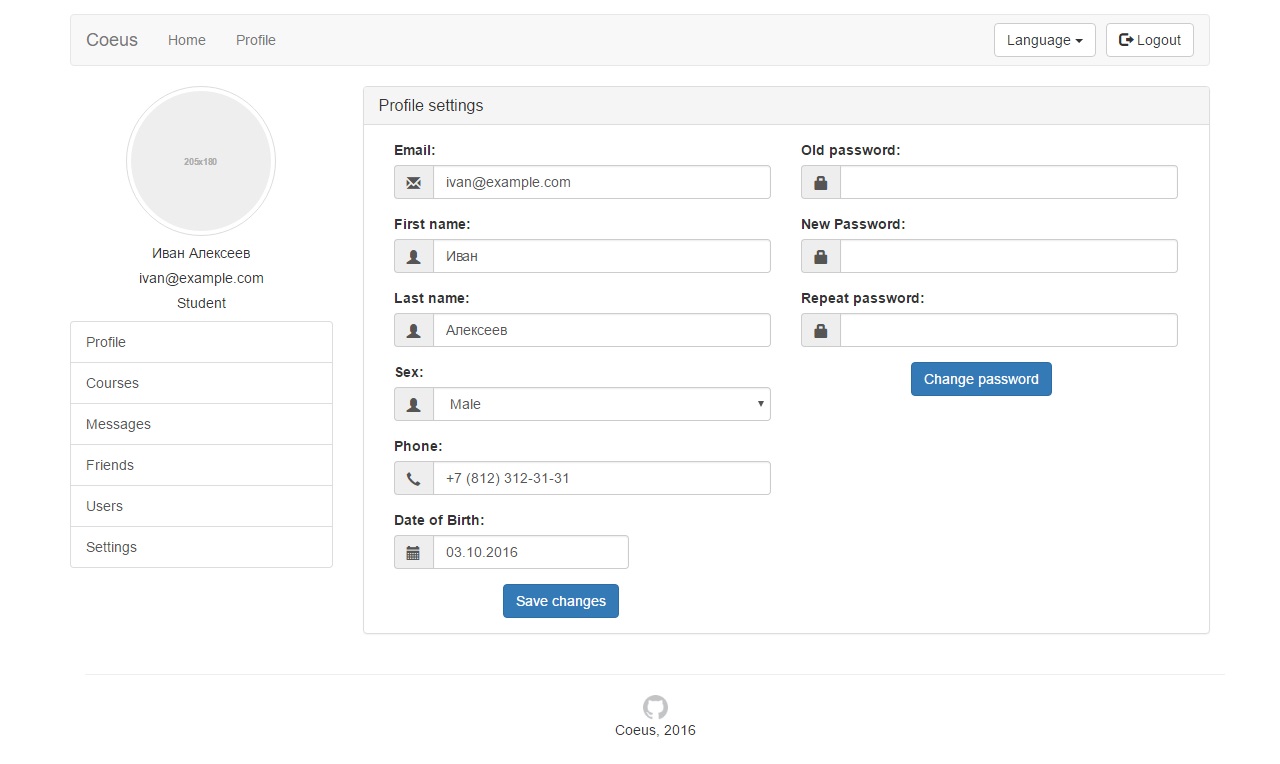 Coeus Home Profile Language Logout
205x180
Иван Алексеев
ivan@example.com
Student
Profile
Courses
Messages
Friends
Users
Settings
Profile settings
Email:
ivan@example.com
First name:
Иван
Last name:
Алексеев
Sex:
Male
Phone:
+7 (812) 312-31-31
Date of Birth:
03.10.2016
Save changes
Old password:
New Password:
Repeat password:
Change password
Coeus, 2016